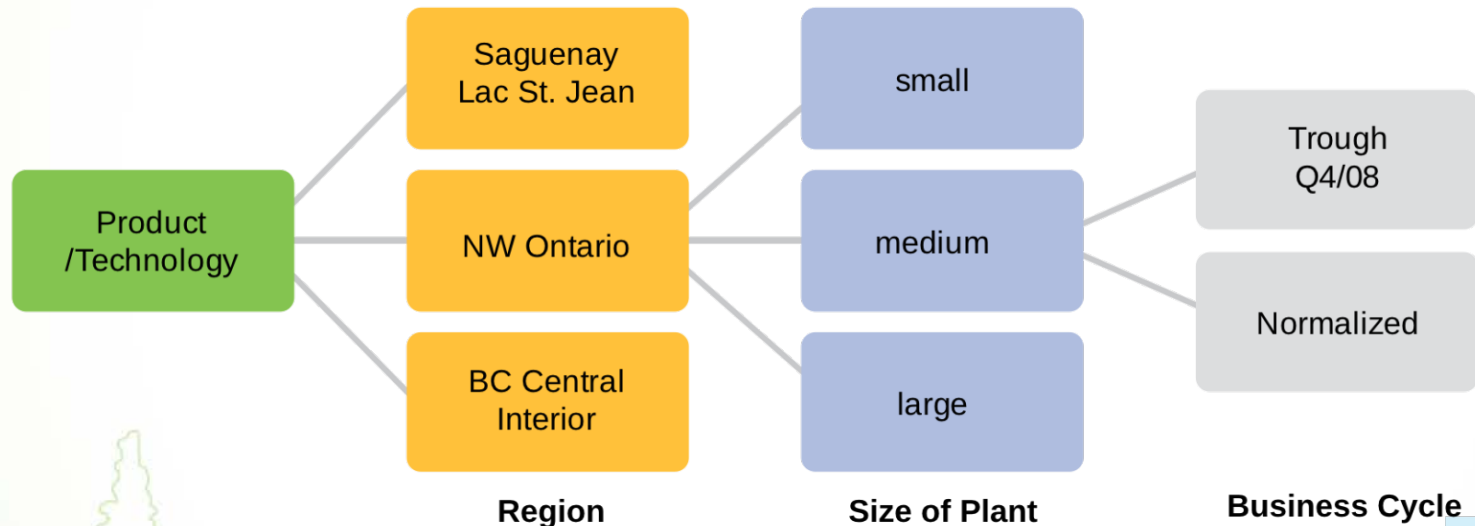 Product
/Technology
Saguenay
Lac St. Jean
NW Ontario
BC Central
Interior
Region
small
medium
large
Size of Plant
Trough
Q4/08
Normalized
Business Cycle